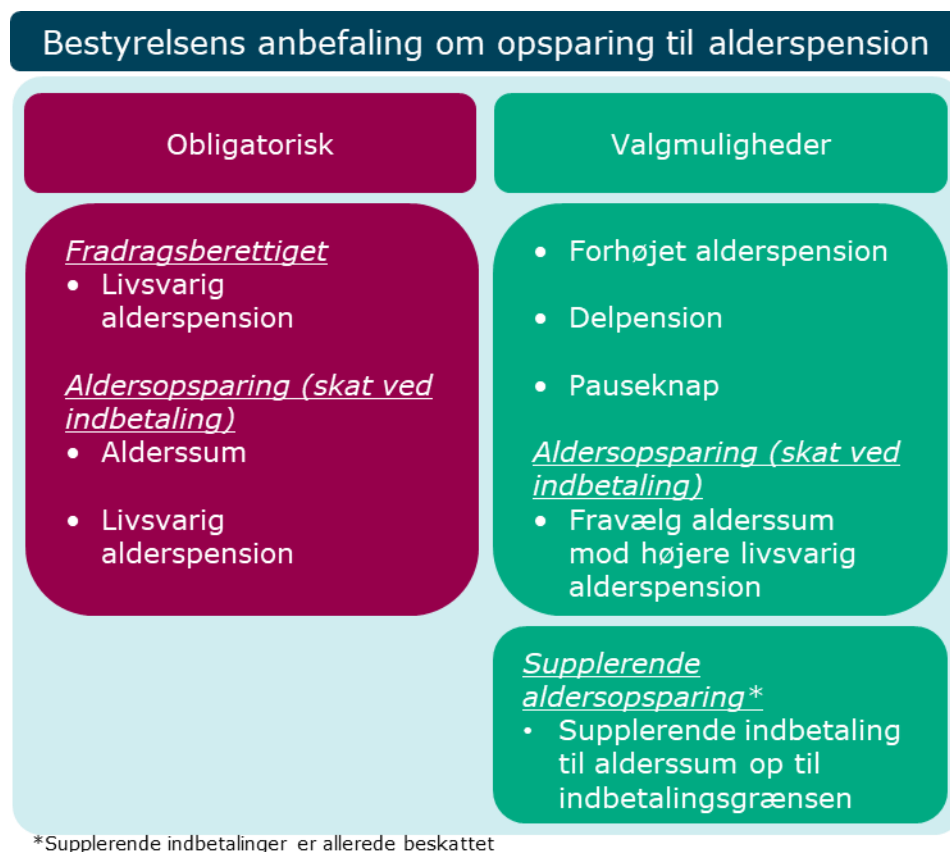 Bestyrelsens anbefaling om opsparing til alderspension
Obligatorisk
Fradragsberettiget
• Livsvarig
alderspension
Aldersopsparing (skat ved
indbetaling)
• Alderssum
• Livsvarig
alderspension
Valgmuligheder
• Forhøjet alderspension
• Delpension
• Pauseknap
Aldersopsparing (skat ved
indbetaling)
• Fravælg alderssum
mod højere livsvarig
alderspension
Supplerende
aldersopsparing*
• Supplerende indbetaling
til alderssum op til
indbetalingsgrænsen
*Supplerende indbetalinger er allerede beskattet